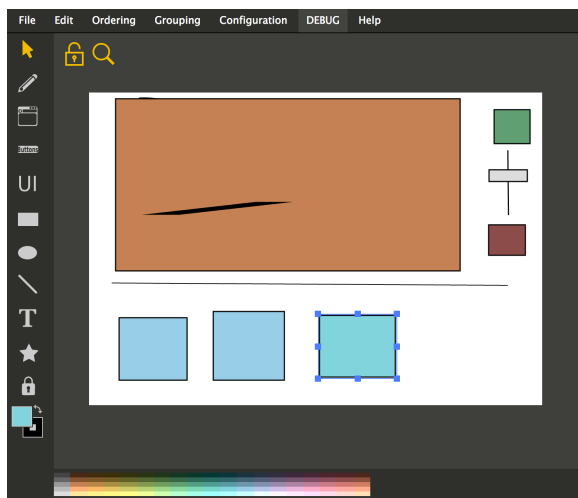 File Edit Ordering Grouping Configuration DEBUG Help
Buttons
UI
T